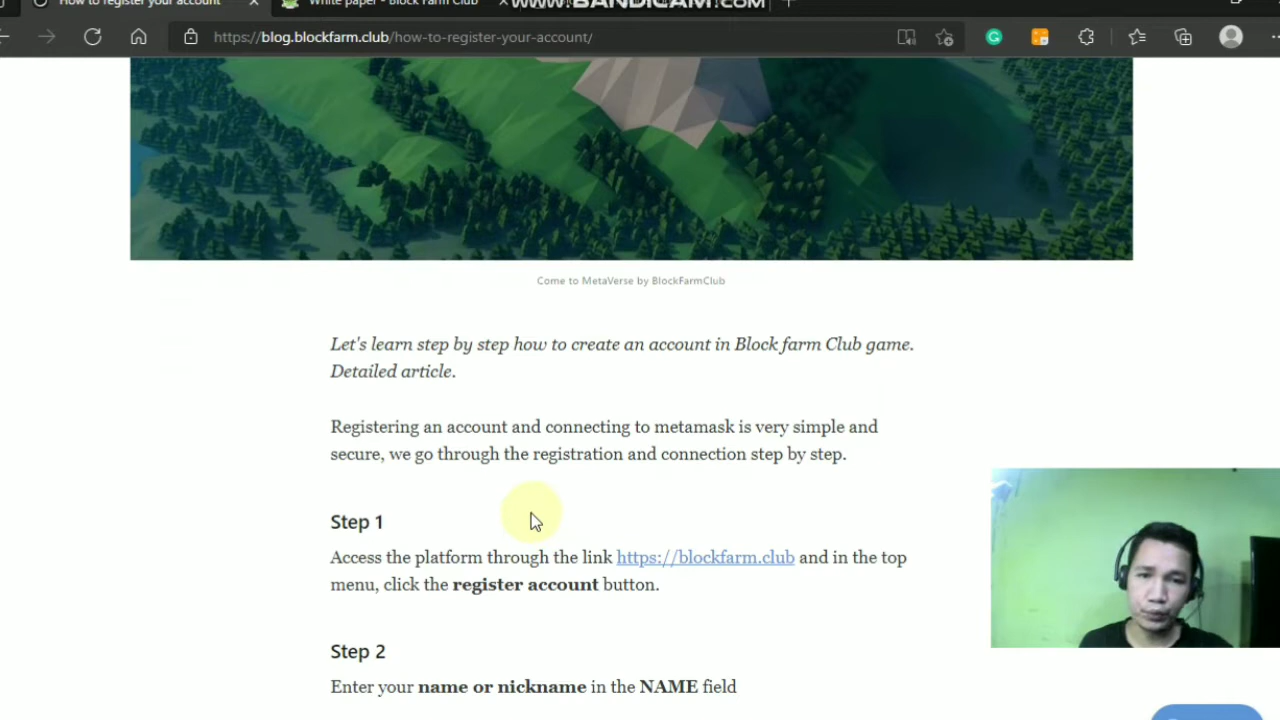 How to register your account
White paper - Block Farm Club
www.BANDICAM.com
https://blog.blockfarm.club/how-to-register-your-account/
Come to MetaVerse by BlockFarmClub
Let's learn step by step how to create an account in Block farm Club game.
Detailed article.
Registering an account and connecting to metamask is very simple and
secure, we go through the registration and connection step by step.
Step 1
Access the platform through the link https://blockfarm.club and in the top
menu, click the register account button.
Step 2
Enter your name or nickname in the NAME field